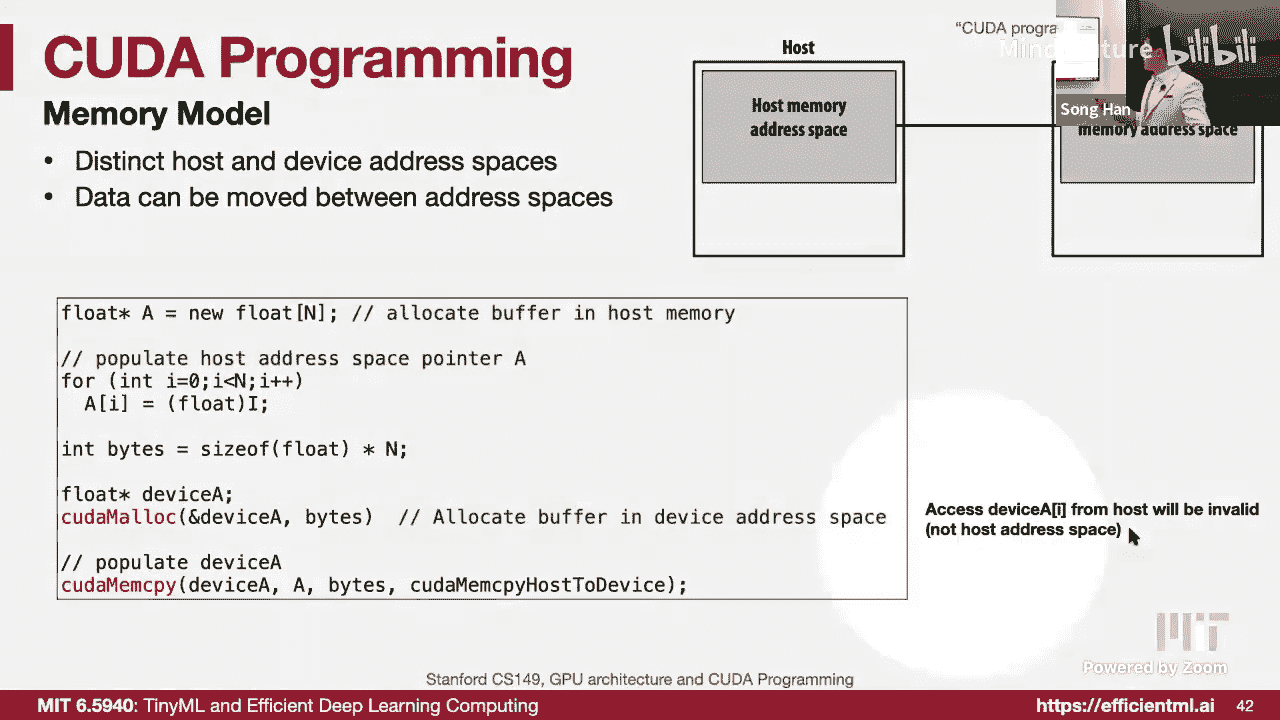 CUDA Programming
Memory Model
• Distinct host and device address spaces
• Data can be moved between address spaces
"CUDA progra
Host
Host memory
address space
bilibili
Song Han
memory address space
float* A = new float[N]; // allocate buffer in host memory
// populate host address space pointer A
for (int i=0;i<N;i++)
A[i] = (float)I;
int bytes = sizeof(float) * N;
float* deviceA;
cudaMalloc(&deviceA, bytes) // Allocate buffer in device address space
// populate deviceA
cudaMemcpy(deviceA, A, bytes, cudaMemcpyHostToDevice);
Access deviceA[i] from host will be invalid
(not host address space)
MIT
Powered by Zoom
Stanford CS149, GPU architecture and CUDA Programming
MIT 6.5940: TinyML and Efficient Deep Learning Computing
https://efficientml.ai
42